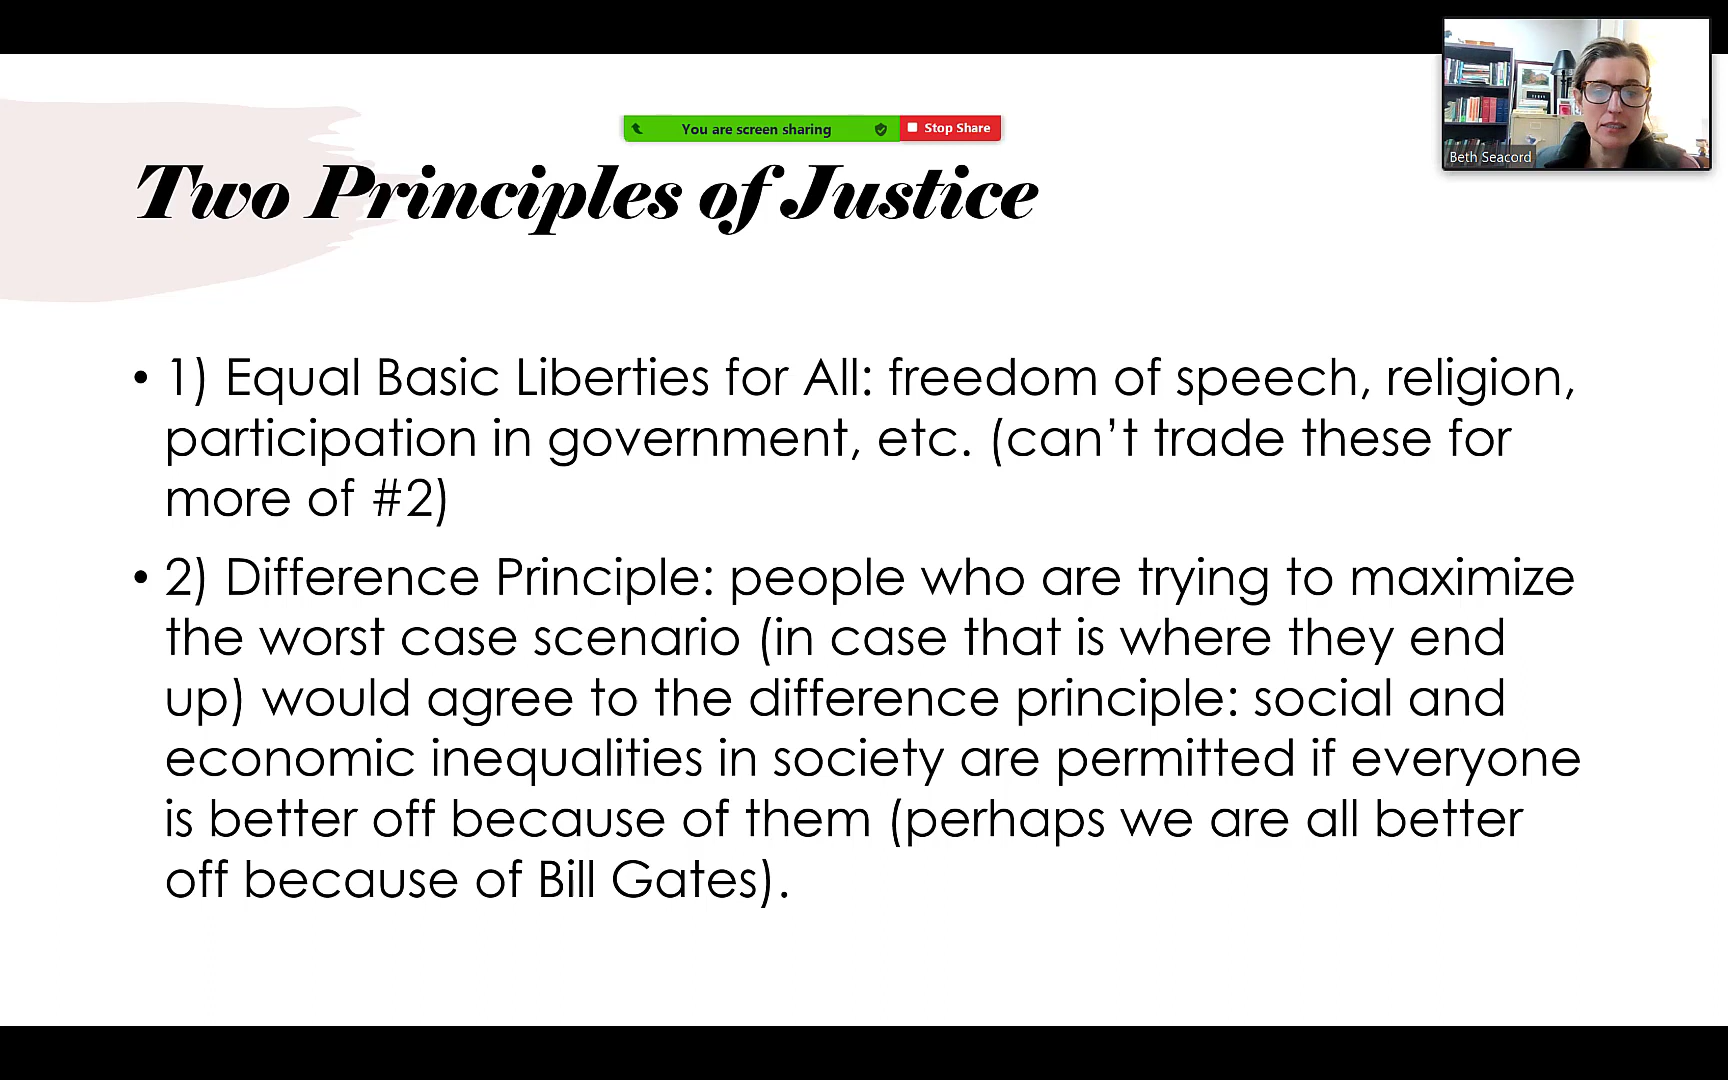 You are screen sharing
Stop Share
Beth Seacord
Two Principles of Justice
• 1) Equal Basic Liberties for All: freedom of speech, religion,
participation in government, etc. (can’t trade these for
more of #2)
• 2) Difference Principle: people who are trying to maximize
the worst case scenario (in case that is where they end
up) would agree to the difference principle: social and
economic inequalities in society are permitted if everyone
is better off because of them (perhaps we are all better
off because of Bill Gates).